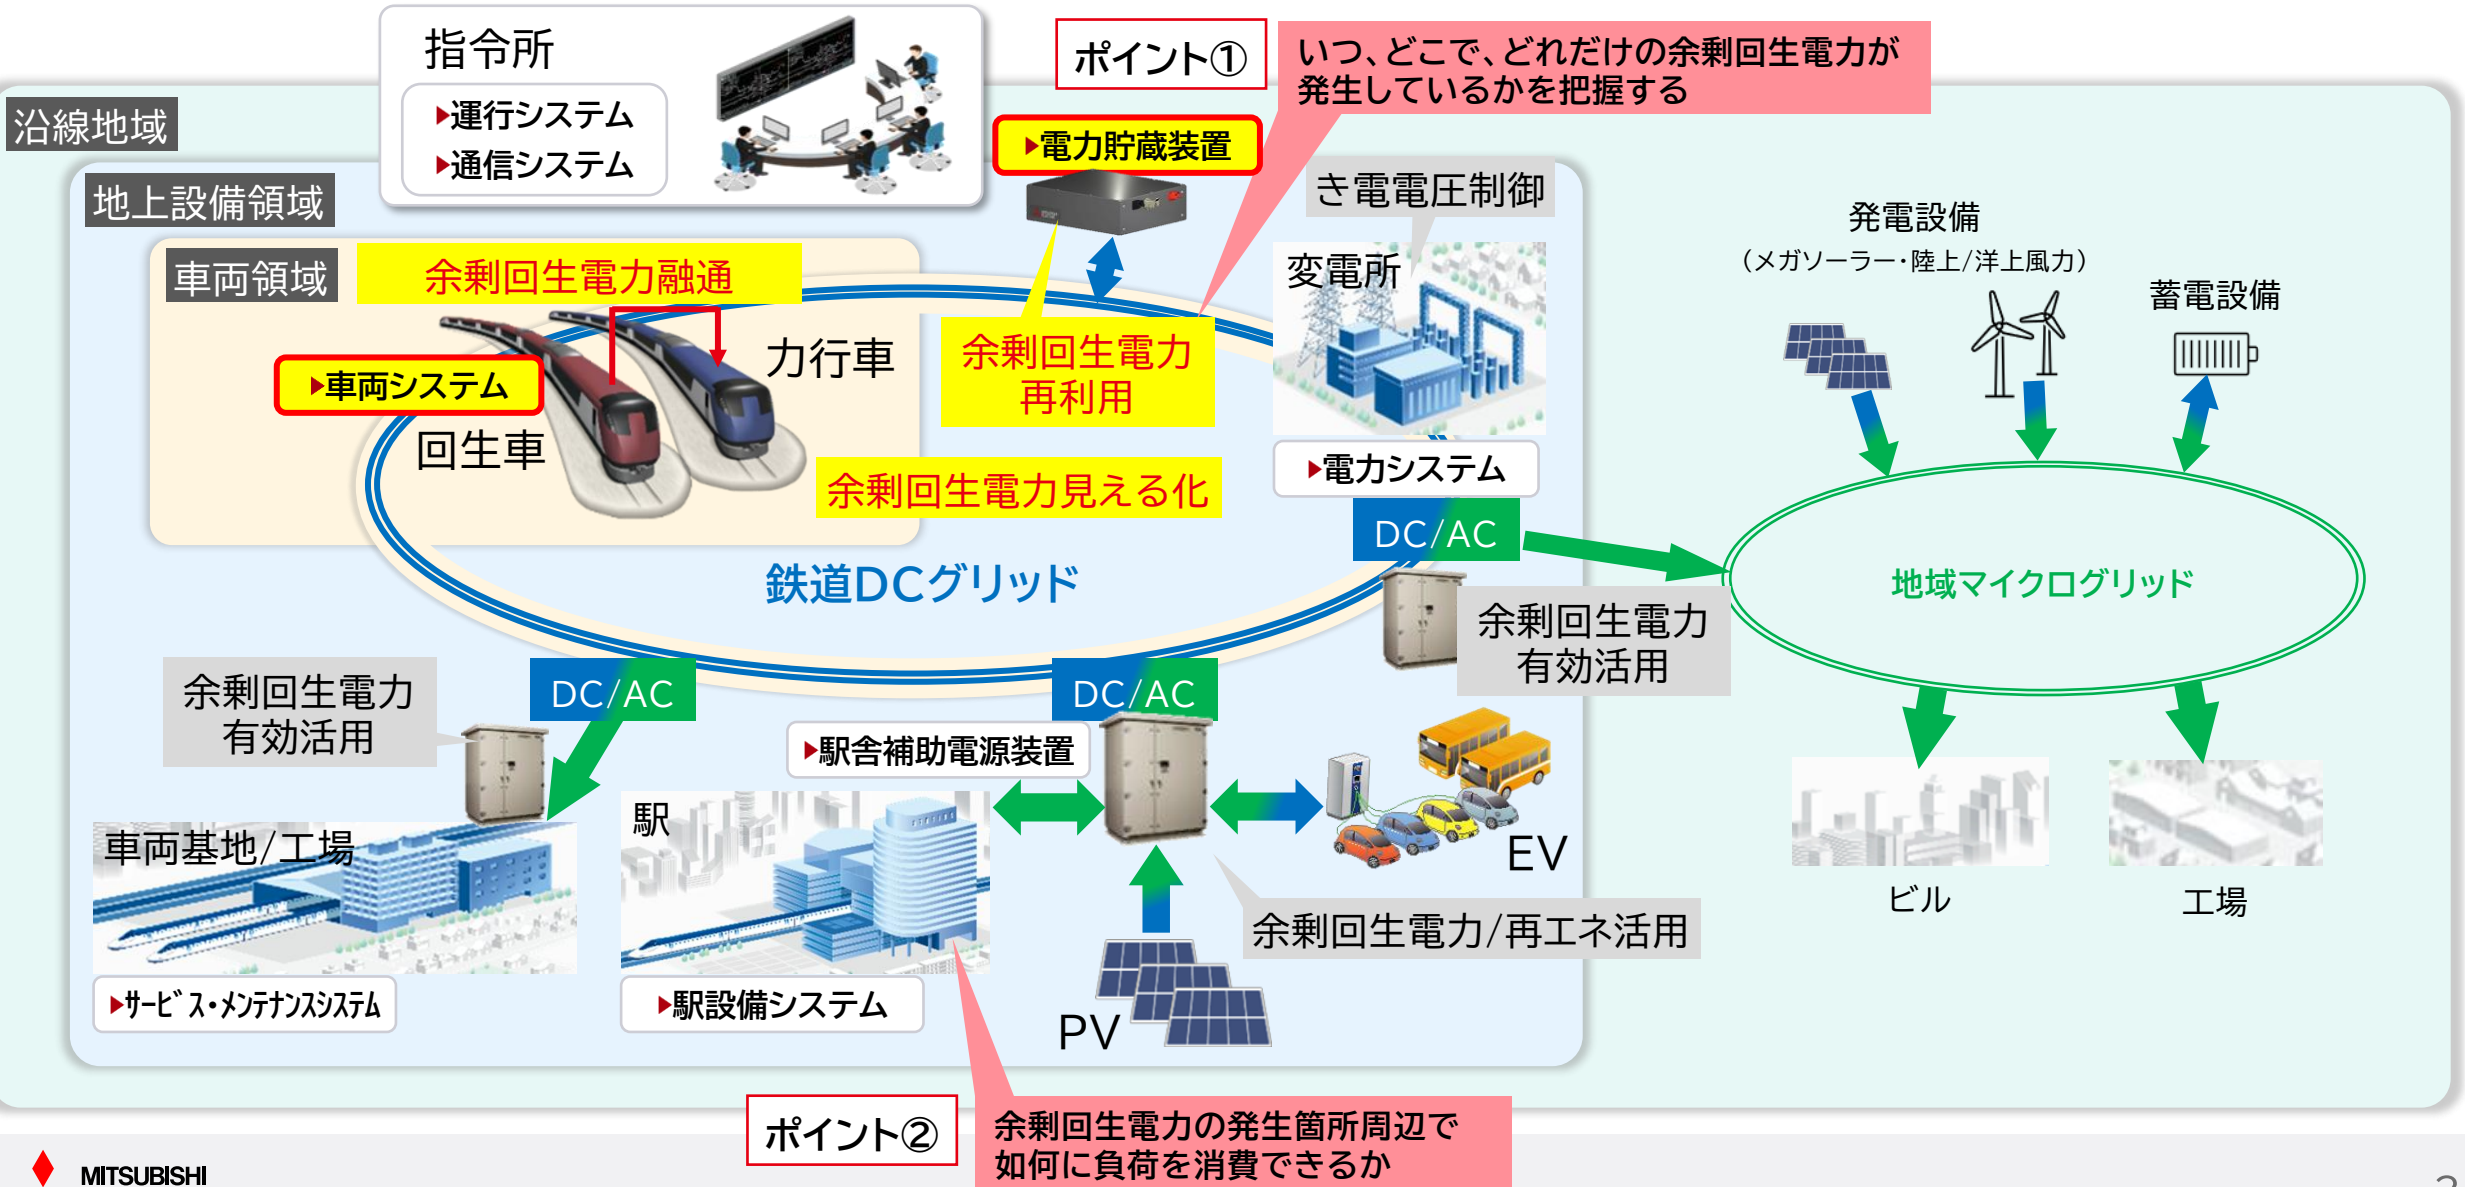 指令所
▶運行システム
▶通信システム
ポイント①
いつ、どこで、どれだけの余剰回生電力が
発生しているかを把握する
沿線地域
▶電力貯蔵装置
地上設備領域
き電電圧制御
車両領域
余剰回生電力融通
変電所
発電設備
（メガソーラー・陸上/洋上風力）
蓄電設備
力行車
余剰回生電力
再利用
▶車両システム
回生車
余剰回生電力見える化
▶電力システム
DC/AC
鉄道DCグリッド
地域マイクログリッド
余剰回生電力
有効活用
余剰回生電力
有効活用
DC/AC
DC/AC
▶駅舎補助電源装置
車両基地/工場
駅
EV
ビル
工場
余剰回生電力/再エネ活用
▶ｻｰﾋﾞｽ・ﾒﾝﾃﾅﾝｽｼｽﾃﾑ
▶駅設備システム
PV
ポイント②
余剰回生電力の発生箇所周辺で
如何に負荷を消費できるか
MITSUBISHI